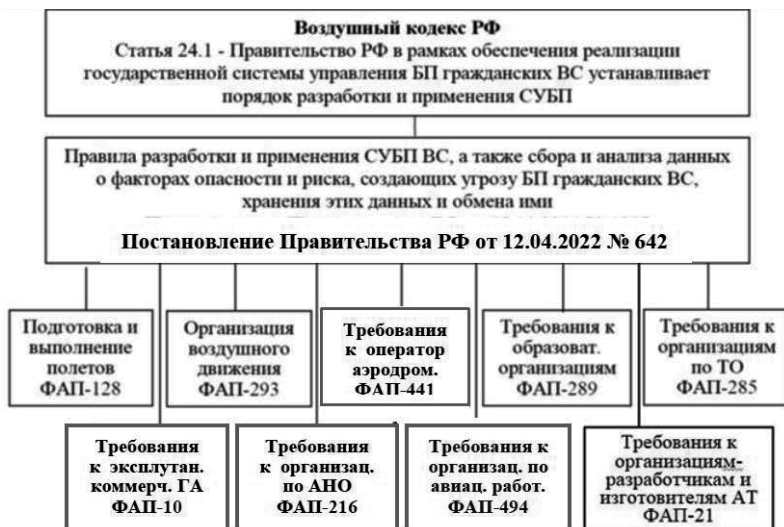 Воздушный кодекс РФ
Статья 24.1 - Правительство РФ в рамках обеспечения реализации
государственной системы управления БП гражданских ВС устанавливает
порядок разработки и применения СУБП
Правила разработки и применения СУБП ВС, а также сбора и анализа данных
о факторах опасности и риска, создающих угрозу БП гражданских ВС,
хранения этих данных и обмена ими
Постановление Правительства РФ от 12.04.2022 № 642
Подготовка и
выполнение
полетов
ФАП-128
Организация
воздушного
движения
ФАП-293
Требования
к оператор
аэродром.
ФАП-441
Требования к
образоват.
организациям
ФАП-289
Требования к
организациям
по ТО
ФАП-285
Требования
к эксплутан.
коммерч. ГА
ФАП-10
Требования
к организац.
по АНО
ФАП-216
Требования к
организац. по
авиац. работ.
ФАП-494
Требования к
организациям-
разработчикам и
изготовителям АТ
ФАП-21